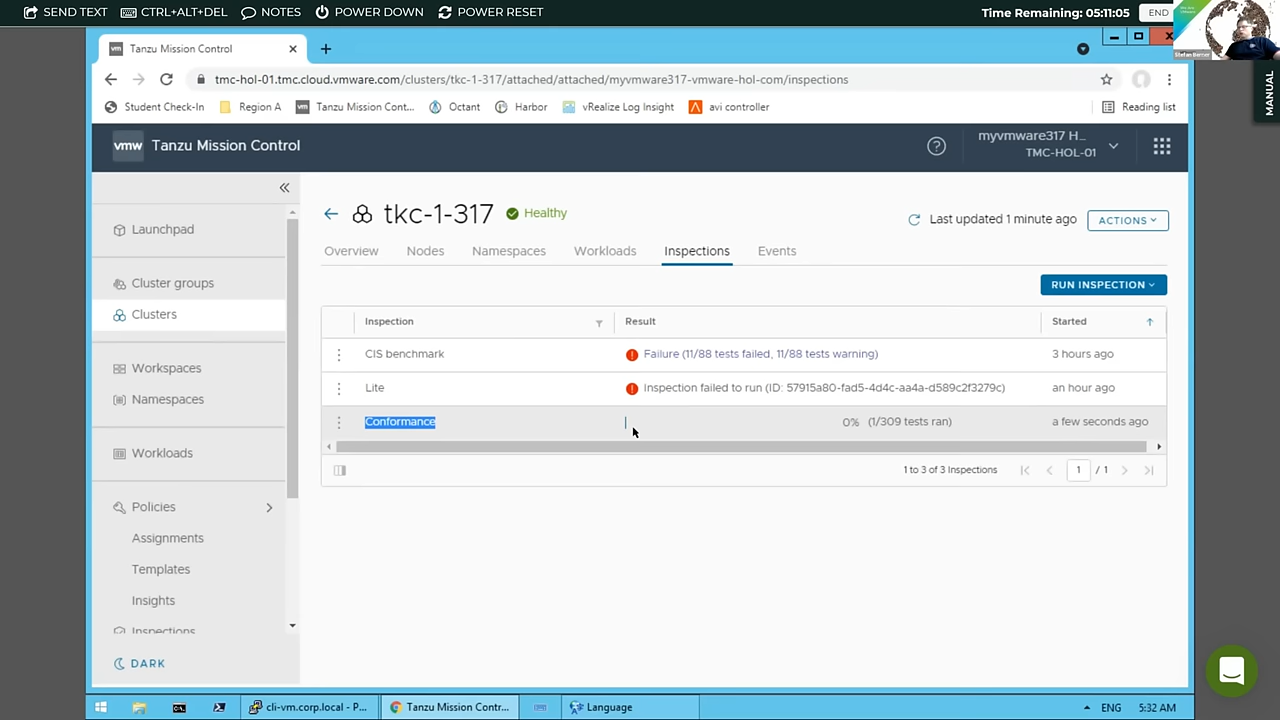 SEND TEXT CTRL+ALT+DEL NOTES POWER DOWN POWER RESET Time Remaining: 05:11:05 END
Stefan Berner
MANUAL
vm Tanzu Mission Control
tmc-hol-01.tmc.cloud.vmware.com/clusters/tkc-1-317/attached/attached/myvmware317-vmware-hol-com/inspections
Student Check-In Region A Tanzu Mission Cont... Octant Harbor vRealize Log Insight avi controller Reading list
vmw Tanzu Mission Control
myvmware317 H...
TMC-HOL-01
Launchpad
Cluster groups
Clusters
Workspaces
Namespaces
Workloads
Policies
Assignments
Templates
Insights
Inspections
DARK
tkc-1-317 Healthy
Last updated 1 minute ago ACTIONS
Overview Nodes Namespaces Workloads Inspections Events
RUN INSPECTION
Inspection Result Started
CIS benchmark Failure (11/88 tests failed, 11/88 tests warning) 3 hours ago
Lite Inspection failed to run (ID: 57915a80-fad5-4d4c-aa4a-d589c2f3279c) an hour ago
Conformance 0% (1/309 tests ran) a few seconds ago
1 to 3 of 3 Inspections 1 / 1
cli-vm.corp.local - P... Tanzu Mission Contr... Language ENG 5:32 AM